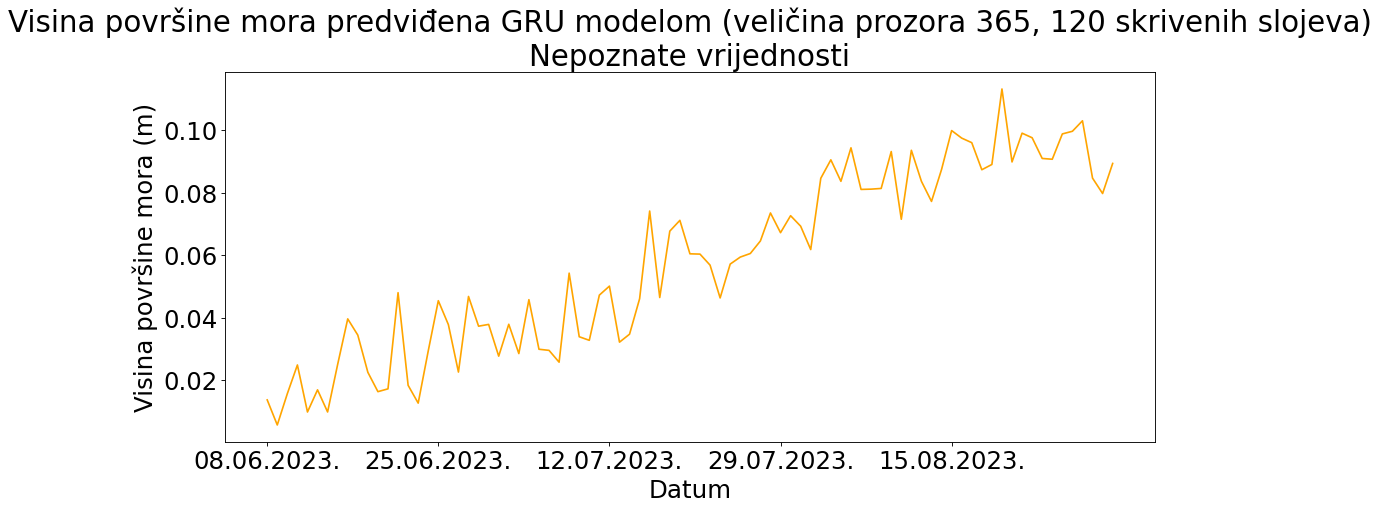 Visina površine mora predviđena GRU modelom (veličina prozora 365, 120 skrivenih slojeva)
Nepoznate vrijednosti
Visina površine mora (m)
0.10
0.08
0.06
0.04
0.02
08.06.2023. 25.06.2023. 12.07.2023. 29.07.2023. 15.08.2023.
Datum